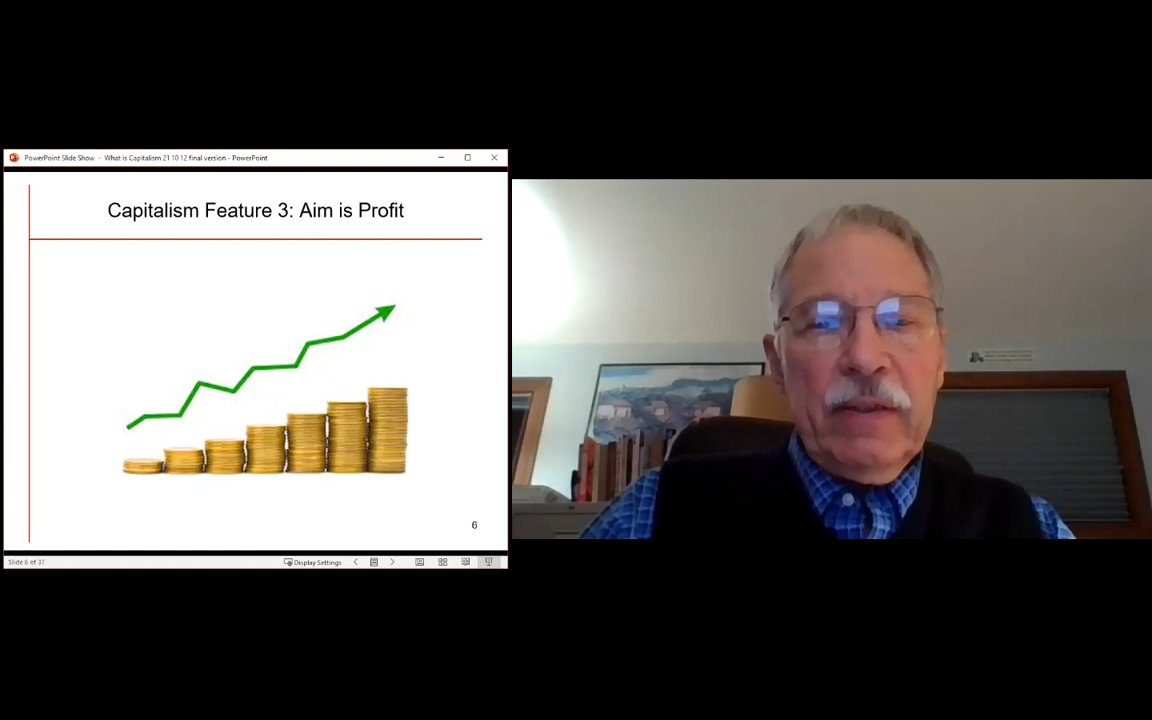 PowerPoint Slide Show - What is Capitalism 21 10 12 final version - PowerPoint
Capitalism Feature 3: Aim is Profit
6
Slide 6 of 37
Display Settings